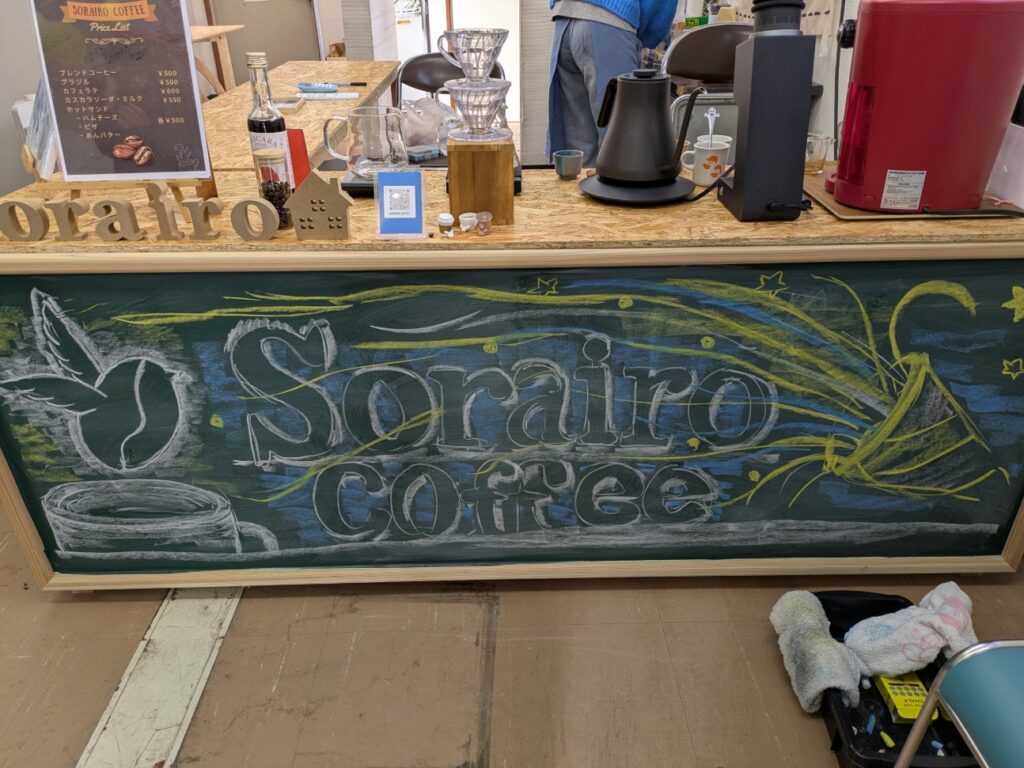 SORAIRO COFFEE
Price List
ブレンドコーヒー ¥500
ブラジル ¥500
カフェラテ ¥600
カスカラソーダ・ミルク ¥550
ホットサンド
・ハムチーズ 各¥500
・ピザ
・あんバター
sorairo
CASCARA
Sorairo
coffee
CHALK